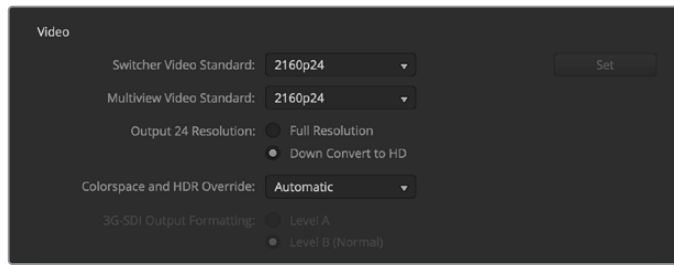 Video
Switcher Video Standard: 2160p24 Set
Multiview Video Standard: 2160p24
Output 24 Resolution: Full Resolution
Down Convert to HD
Colorspace and HDR Override: Automatic
3G-SDI Output Formatting: Level A
Level B (Normal)